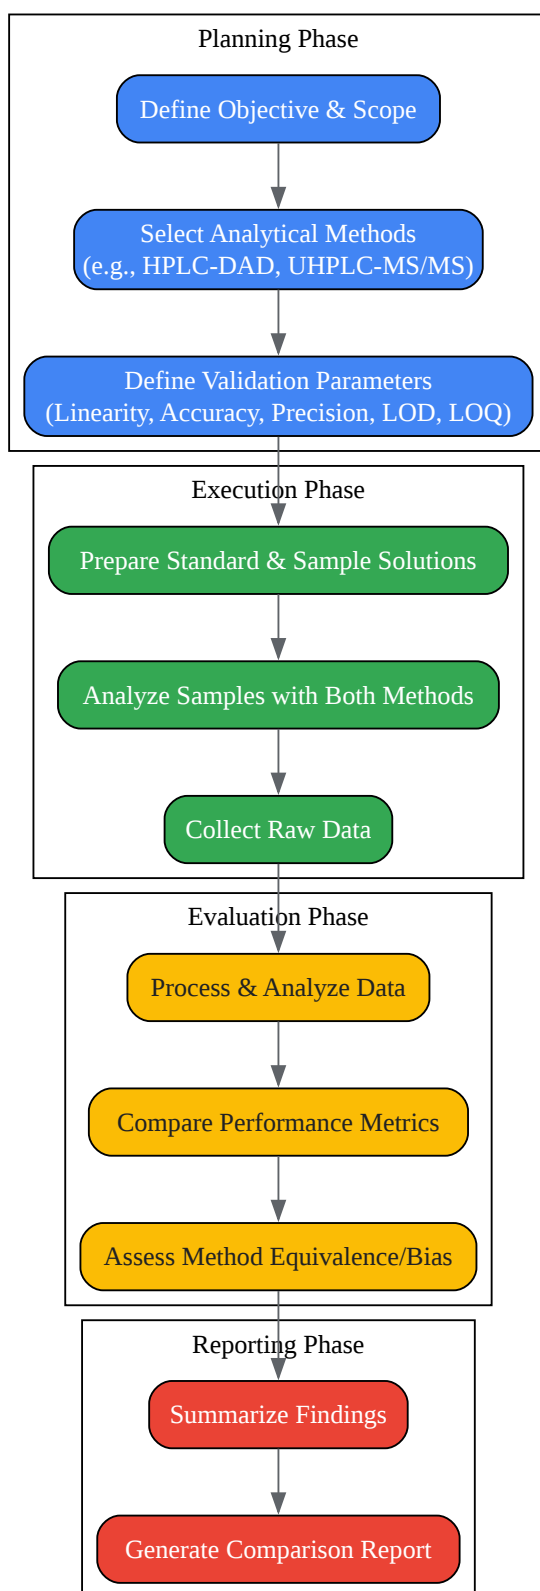 Planning Phase
Define Objective & Scope
Select Analytical Methods
(e.g., HPLC-DAD, UHPLC-MS/MS)
Define Validation Parameters
(Linearity, Accuracy, Precision, LOD, LOQ)
Execution Phase
Prepare Standard & Sample Solutions
Analyze Samples with Both Methods
Collect Raw Data
Evaluation Phase
Process & Analyze Data
Compare Performance Metrics
Assess Method Equivalence/Bias
Reporting Phase
Summarize Findings
Generate Comparison Report